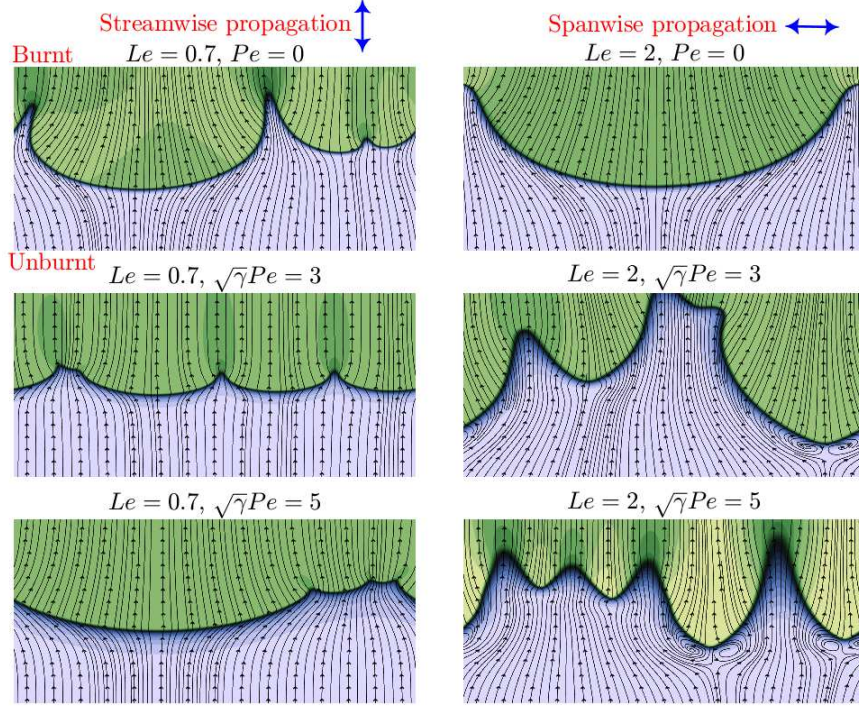 Streamwise propagation
Spanwise propagation
Burnt
Le = 0.7, Pe = 0
Le = 2, Pe = 0
Unburnt
Le = 0.7, √γPe = 3
Le = 2, √γPe = 3
Le = 0.7, √γPe = 5
Le = 2, √γPe = 5